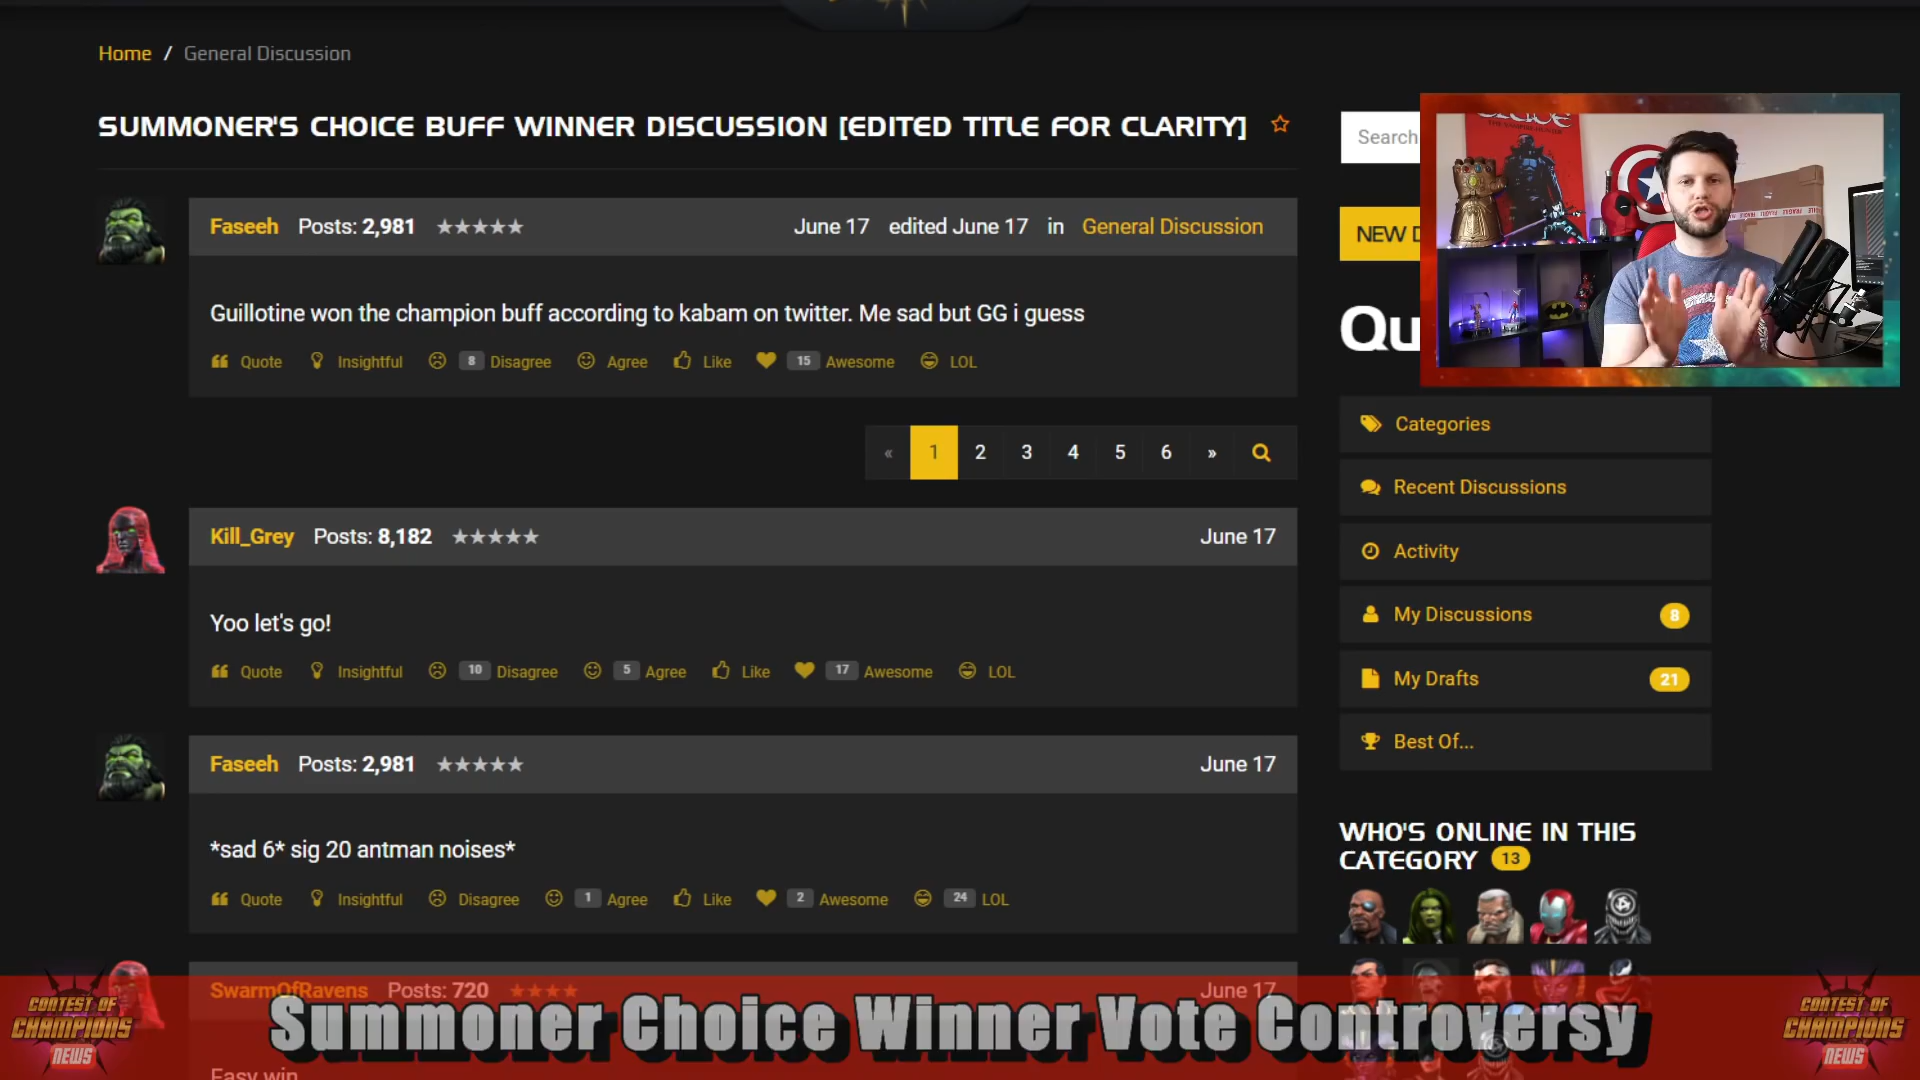 Home / General Discussion
SUMMONER'S CHOICE BUFF WINNER DISCUSSION [EDITED TITLE FOR CLARITY]
Search
Faseeh Posts: 2,981 ★★★★★ June 17 edited June 17 in General Discussion
NEW D
Guillotine won the champion buff according to kabam on twitter. Me sad but GG i guess
Qu
Quote Insightful 8 Disagree Agree Like 15 Awesome LOL
« 1 2 3 4 5 6 »
Categories
Recent Discussions
Kill_Grey Posts: 8,182 ★★★★★ June 17
Activity
Yoo let's go!
My Discussions 8
Quote Insightful 10 Disagree 5 Agree Like 17 Awesome LOL
My Drafts 21
Best Of...
Faseeh Posts: 2,981 ★★★★★ June 17
*sad 6* sig 20 antman noises*
WHO'S ONLINE IN THIS
CATEGORY 13
Quote Insightful Disagree 1 Agree Like 2 Awesome 24 LOL
SwarmOfRavens Posts: 720 ★★★★ June 17
Summoner Choice Winner Vote Controversy
CONTEST OF
CHAMPIONS
NEWS
CONTEST OF
CHAMPIONS
NEWS
Easy win